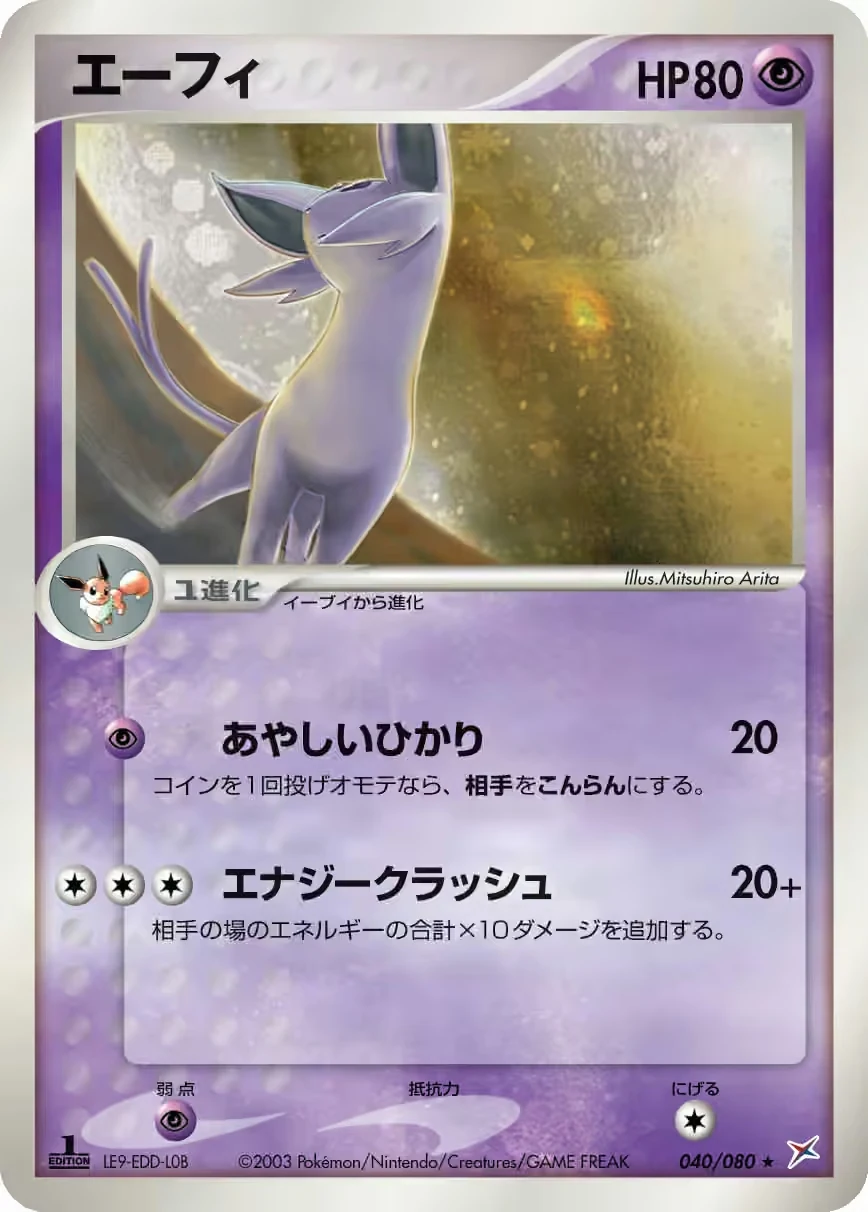 エーフィ
HP80
Illus.Mitsuhiro Arita
1進化
イーブイから進化
あやしいひかり 20
コインを1回投げオモテなら、相手をこんらんにする。
エナジークラッシュ 20+
相手の場のエネルギーの合計×10ダメージを追加する。
弱点 抵抗力 にげる
1 EDITION LE9-EDD-L0B ©2003 Pokémon/Nintendo/Creatures/GAME FREAK 040/080 ★